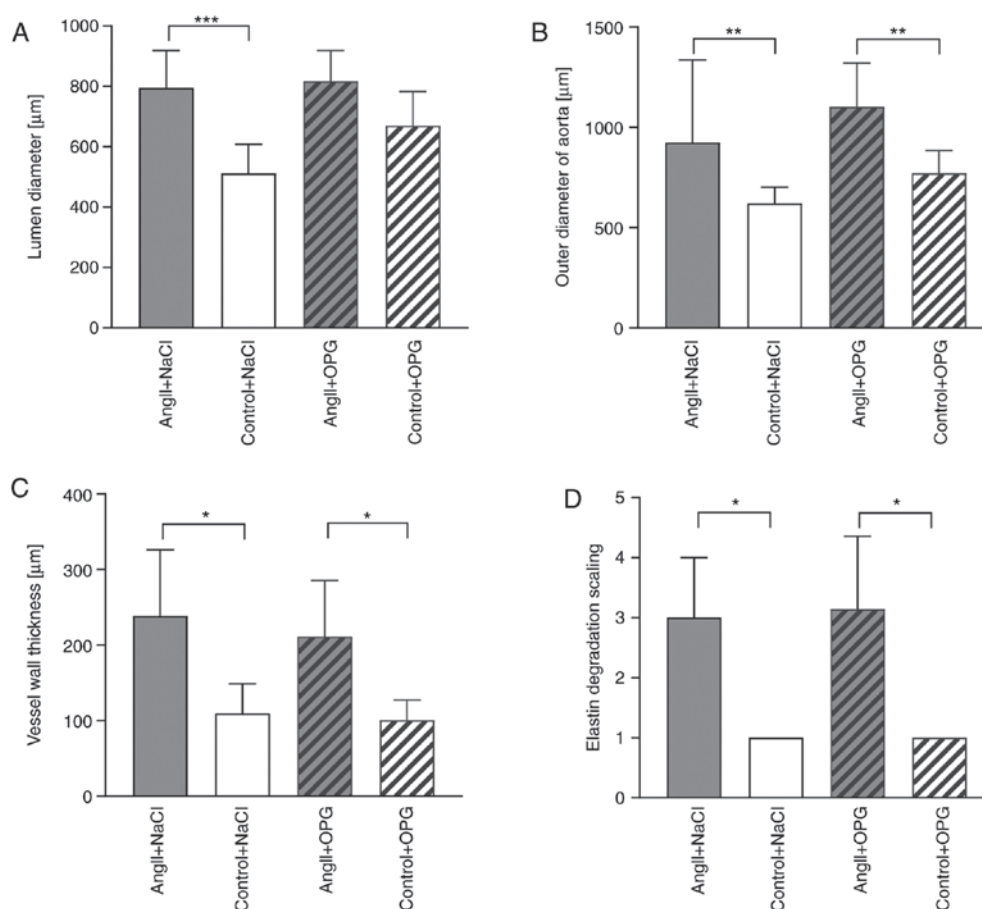 A
Lumen diameter [µm]
1000
800
600
400
200
0
***
AngII+NaCl
Control+NaCl
AngII+OPG
Control+OPG
B
Outer diameter of aorta [µm]
1500
1000
500
0
**
**
AngII+NaCl
Control+NaCl
AngII+OPG
Control+OPG
C
Vessel wall thickness [µm]
400
300
200
100
0
*
*
AngII+NaCl
Control+NaCl
AngII+OPG
Control+OPG
D
Elastin degradation scaling
5
4
3
2
1
0
*
*
AngII+NaCl
Control+NaCl
AngII+OPG
Control+OPG